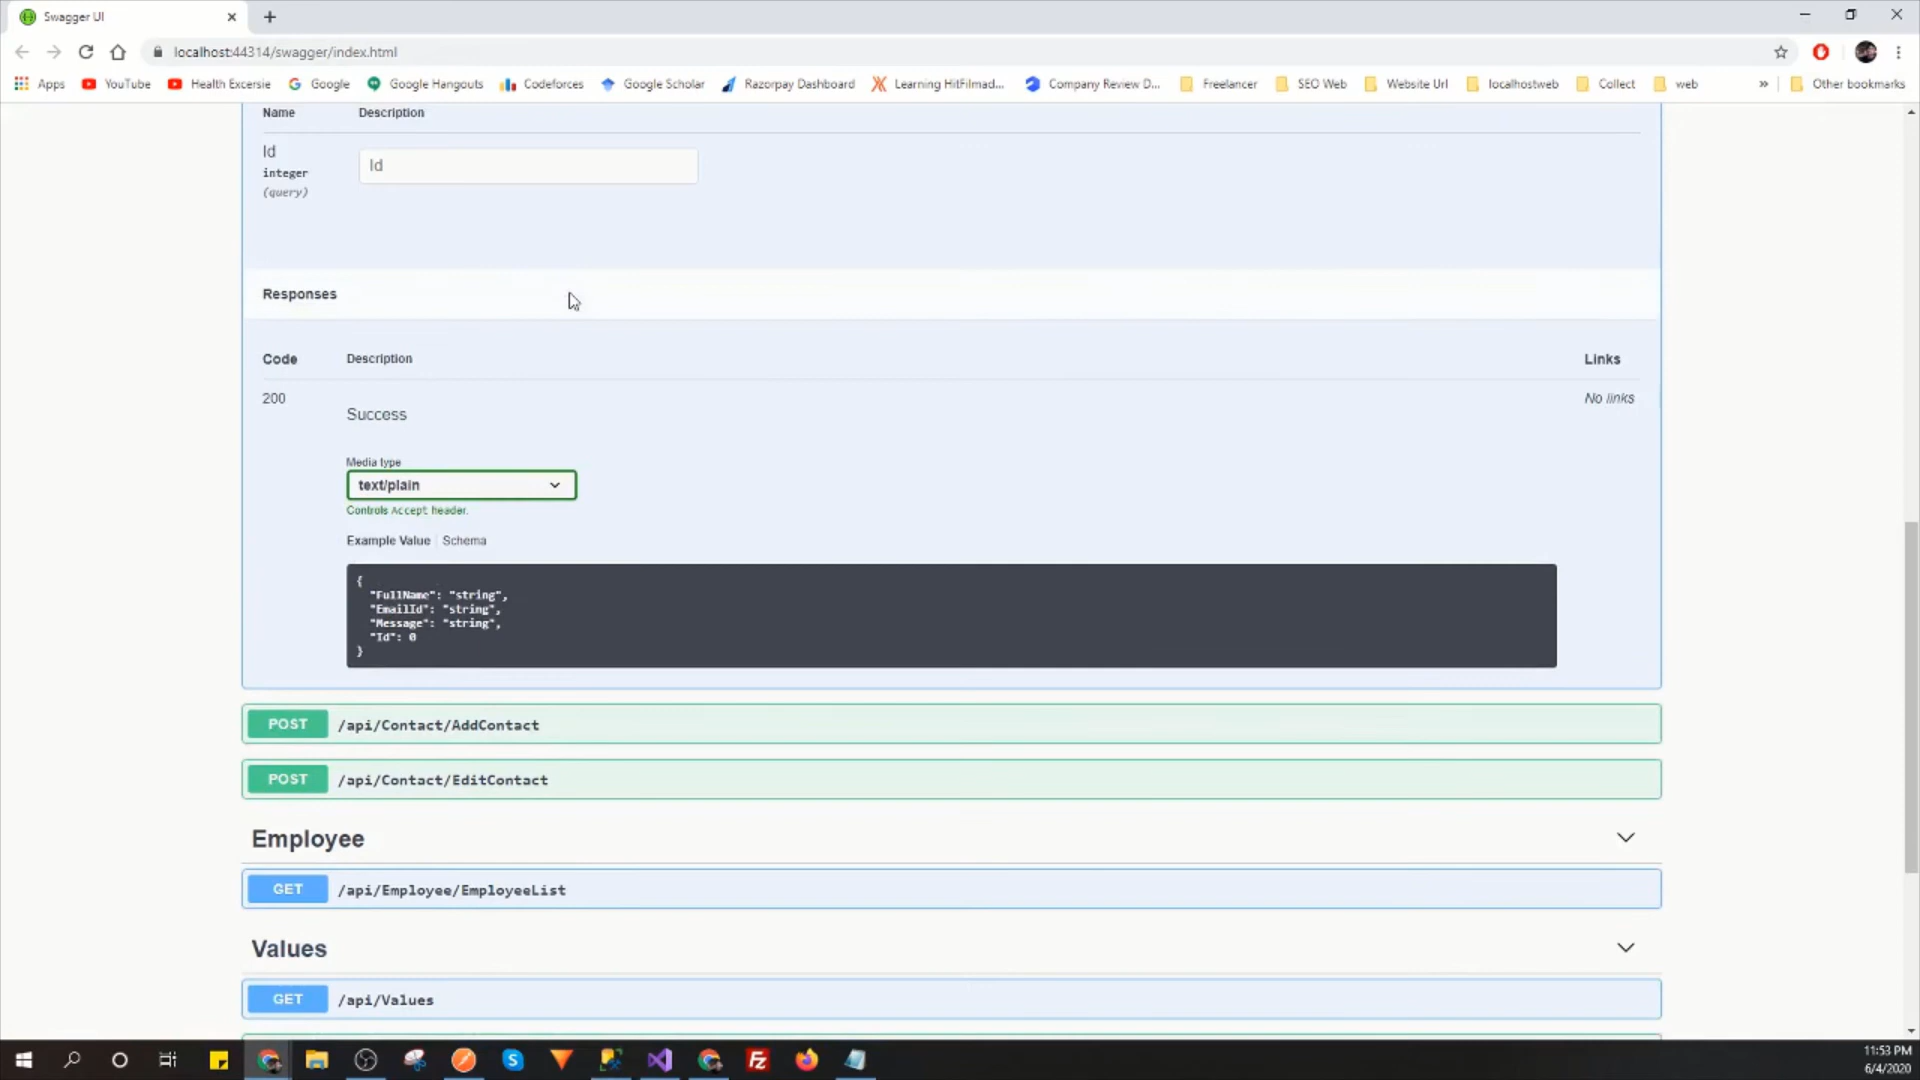 Swagger UI
localhost:44314/swagger/index.html
Apps YouTube Health Excersie Google Google Hangouts Codeforces Google Scholar Razorpay Dashboard Learning HitFilmad... Company Review D... Freelancer SEO Web Website Url localhostweb Collect web » Other bookmarks
Name Description
Id
integer
(query)
Id
Responses
Code Description Links
200 No links
Success
Media type
text/plain
Controls Accept header.
Example Value Schema
{
"FullName": "string",
"EmailId": "string",
"Message": "string",
"Id": 0
}
POST /api/Contact/AddContact
POST /api/Contact/EditContact
Employee
GET /api/Employee/EmployeeList
Values
GET /api/Values
11:53 PM
6/4/2020